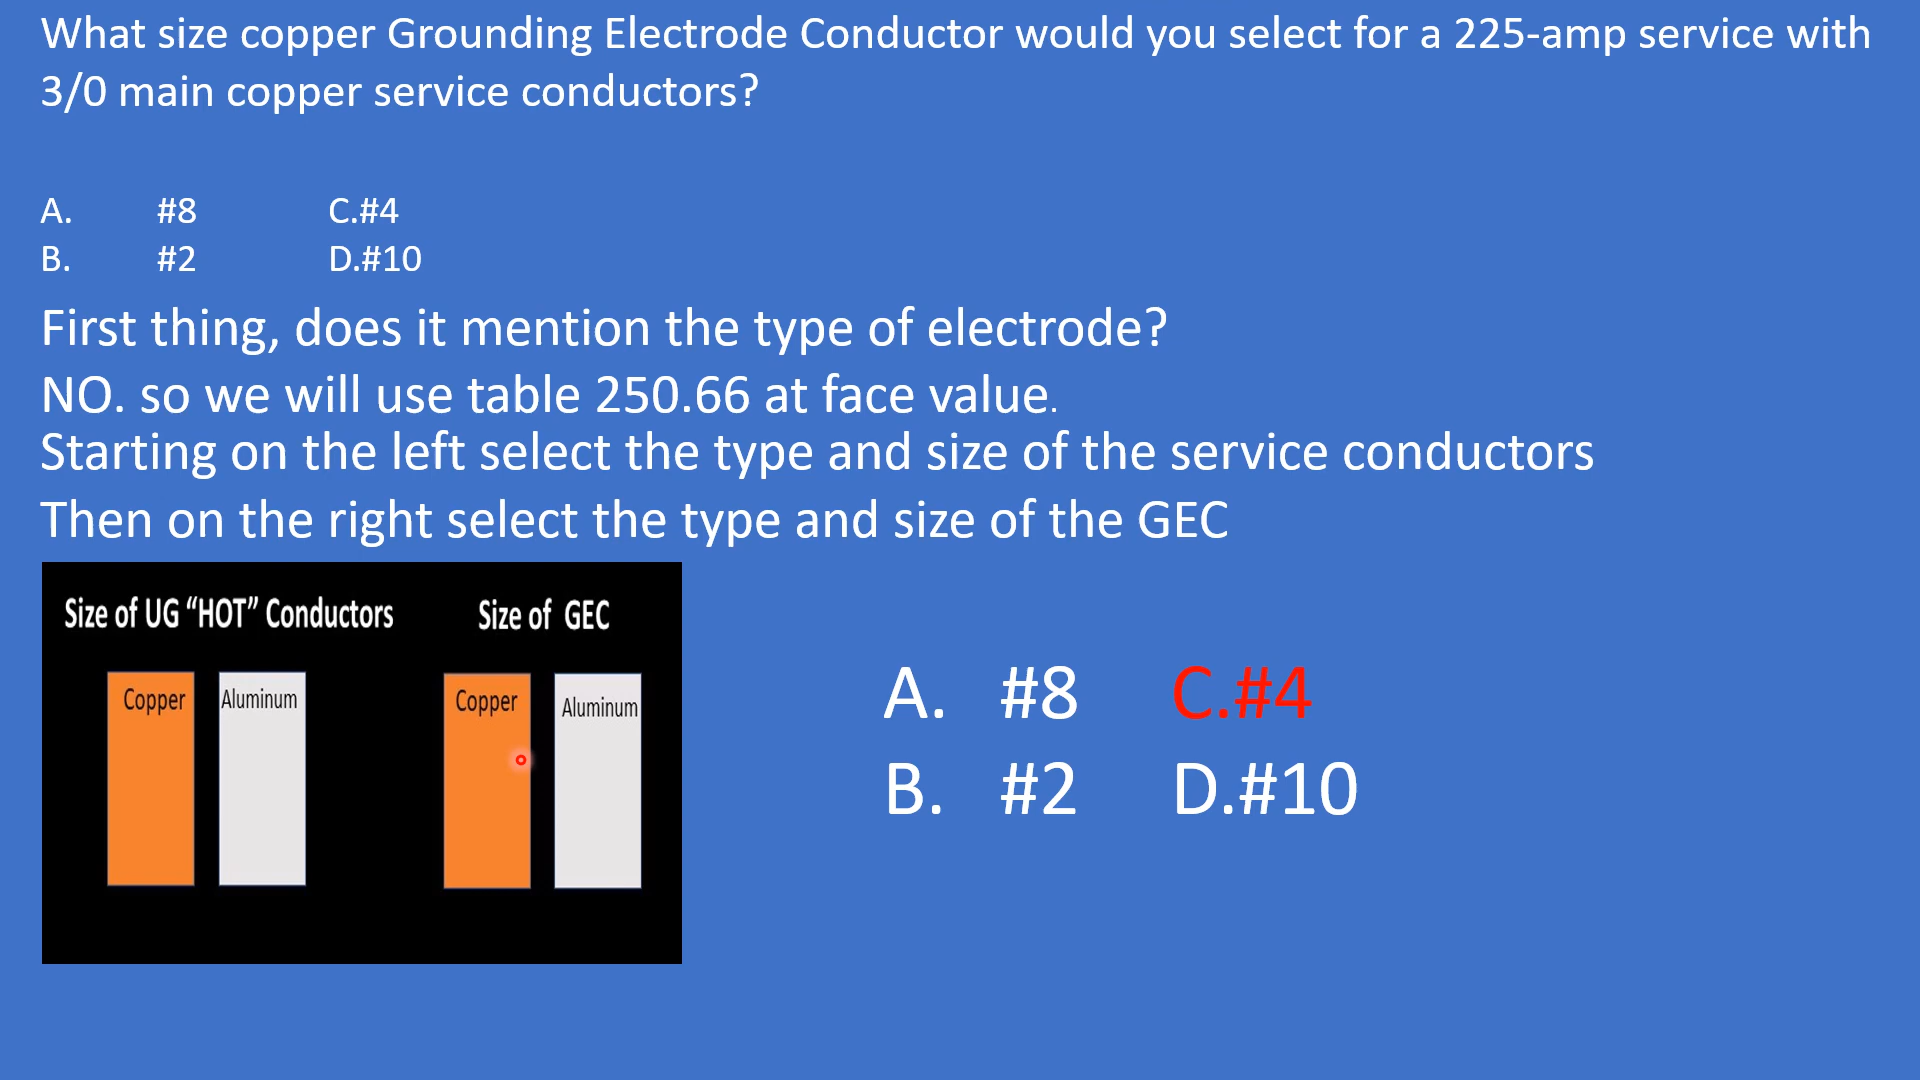 What size copper Grounding Electrode Conductor would you select for a 225-amp service with
3/0 main copper service conductors?
A. #8 C.#4
B. #2 D.#10
First thing, does it mention the type of electrode?
NO. so we will use table 250.66 at face value.
Starting on the left select the type and size of the service conductors
Then on the right select the type and size of the GEC
Size of UG “HOT” Conductors Size of GEC
Copper Aluminum Copper Aluminum
A. #8 C.#4
B. #2 D.#10